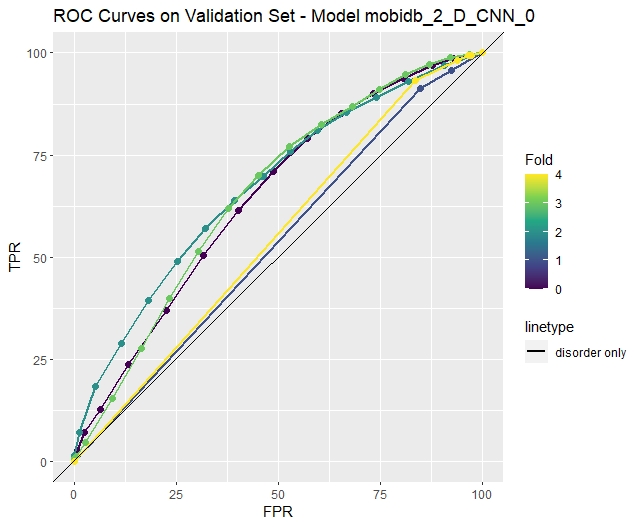 ROC Curves on Validation Set - Model mobidb_2_D_CNN_0
100
75
50
25
0
TPR
0
25
50
75
100
FPR
Fold
4
3
2
1
0
linetype
disorder only